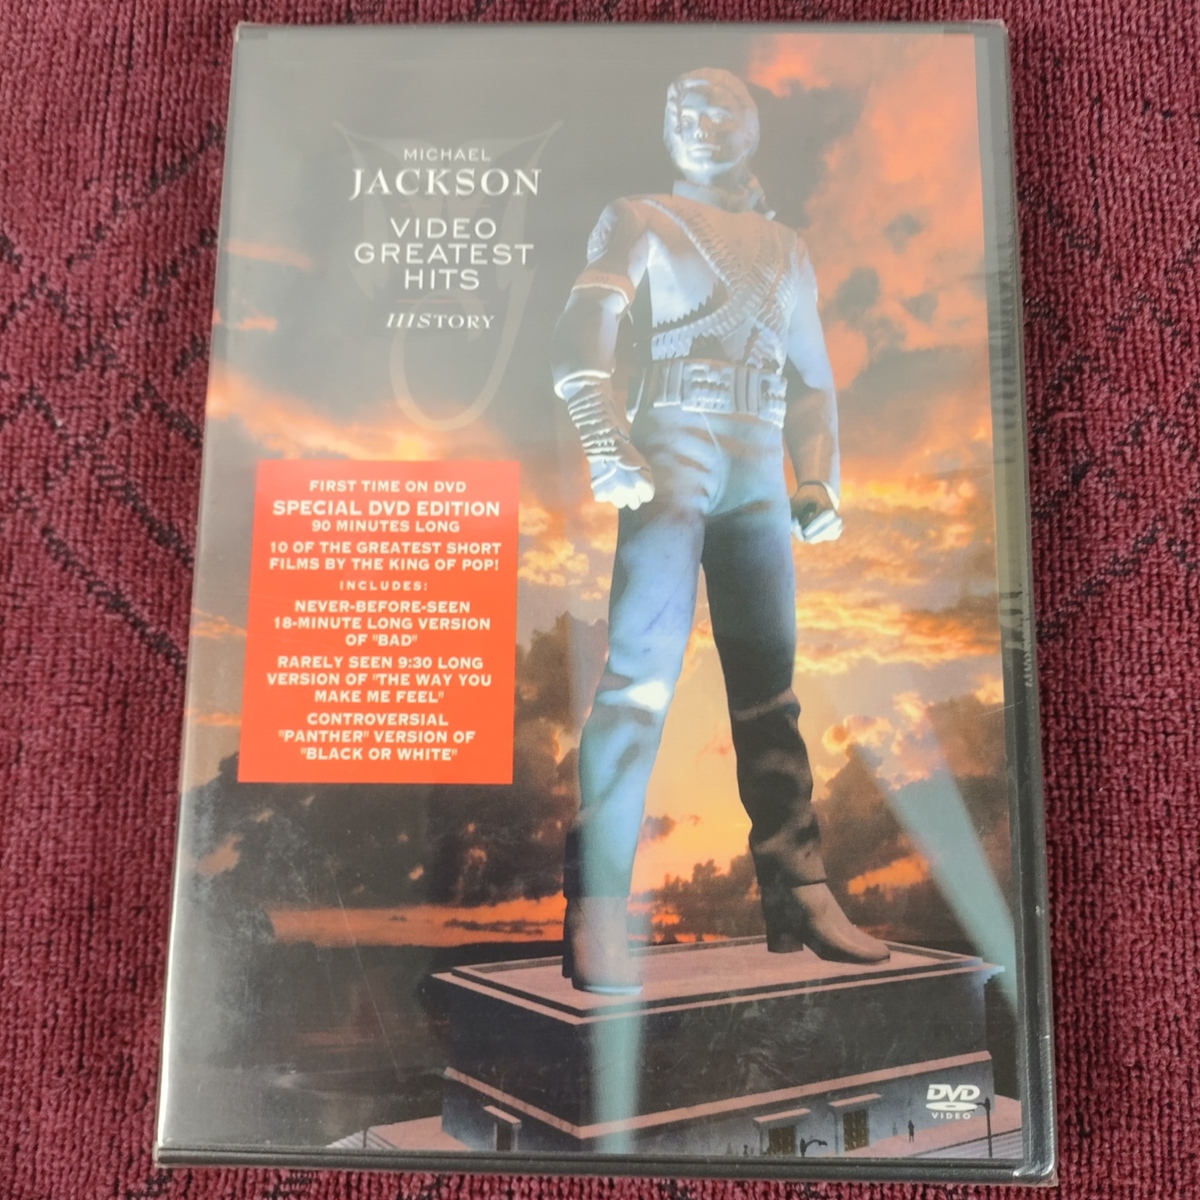 MICHAEL
JACKSON
VIDEO
GREATEST
HITS
HISTORY
FIRST TIME ON DVD
SPECIAL DVD EDITION
90 MINUTES LONG
10 OF THE GREATEST SHORT
FILMS BY THE KING OF POP!
INCLUDES:
NEVER-BEFORE-SEEN
18-MINUTE LONG VERSION
OF "BAD"
RARELY SEEN 9:30 LONG
VERSION OF "THE WAY YOU
MAKE ME FEEL"
CONTROVERSIAL
"PANTHER" VERSION OF
"BLACK OR WHITE"
DVD
VIDEO